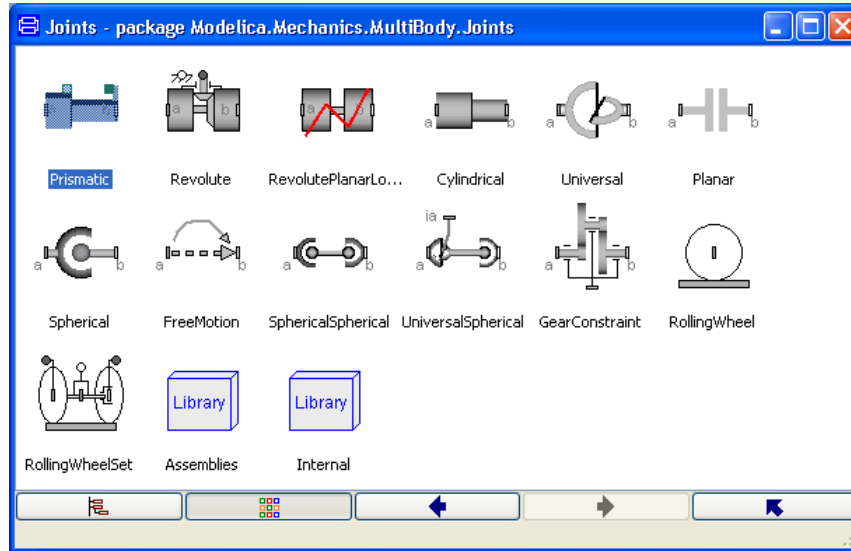 Joints - package Modelica.Mechanics.MultiBody.Joints
a b a b a b a b a b
Prismatic Revolute RevolutePlanarLo... Cylindrical Universal Planar
ia
a b a b a b a b a b
Spherical FreeMotion SphericalSpherical UniversalSpherical GearConstraint RollingWheel
Library Library
RollingWheelSet Assemblies Internal